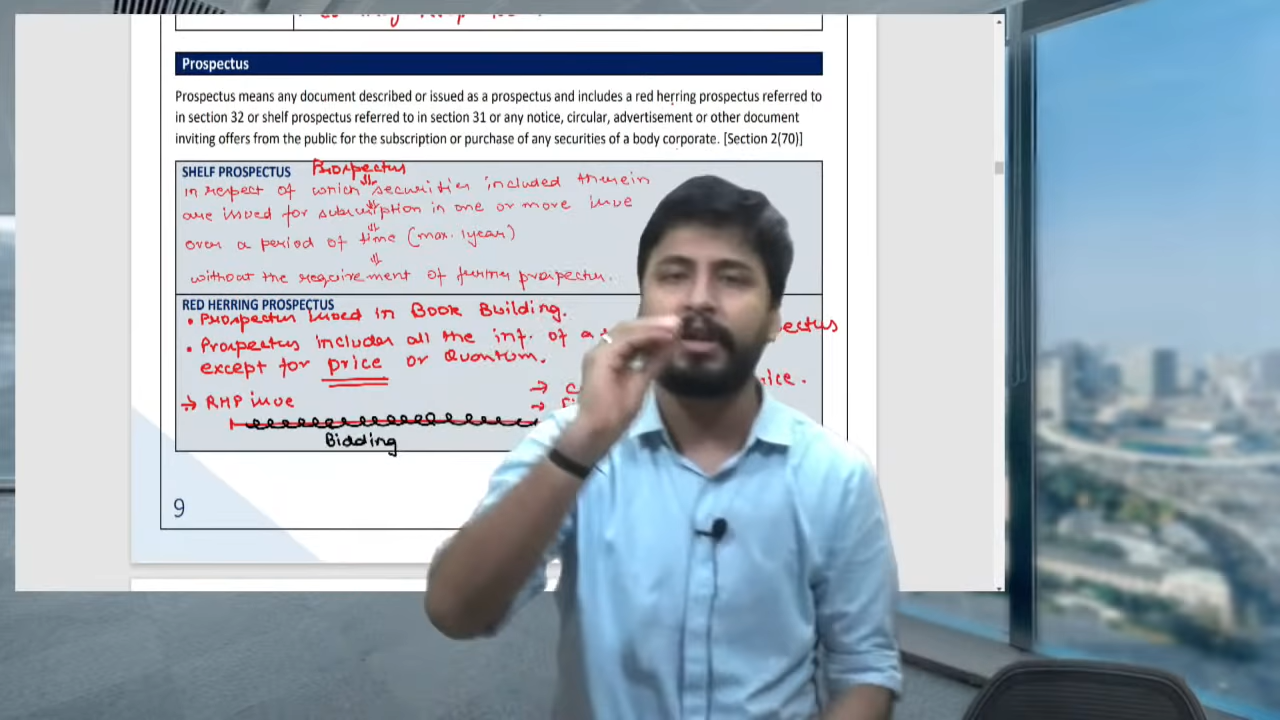 Prospectus
Prospectus means any document described or issued as a prospectus and includes a red herring prospectus referred to
in section 32 or shelf prospectus referred to in section 31 or any notice, circular, advertisement or other document
inviting offers from the public for the subscription or purchase of any securities of a body corporate. [Section 2(70)]
SHELF PROSPECTUS Prospectus
in respect of which securities included therein
are issued for subscription in one or more issue
over a period of time (max. 1year)
without the requirement of further prospectus.
RED HERRING PROSPECTUS
• Prospectus issued in Book Building.
• Prospectus includes all the inf. of a ectus
except for price or Quantum.
→ RHP issue → ice.
Bidding
9